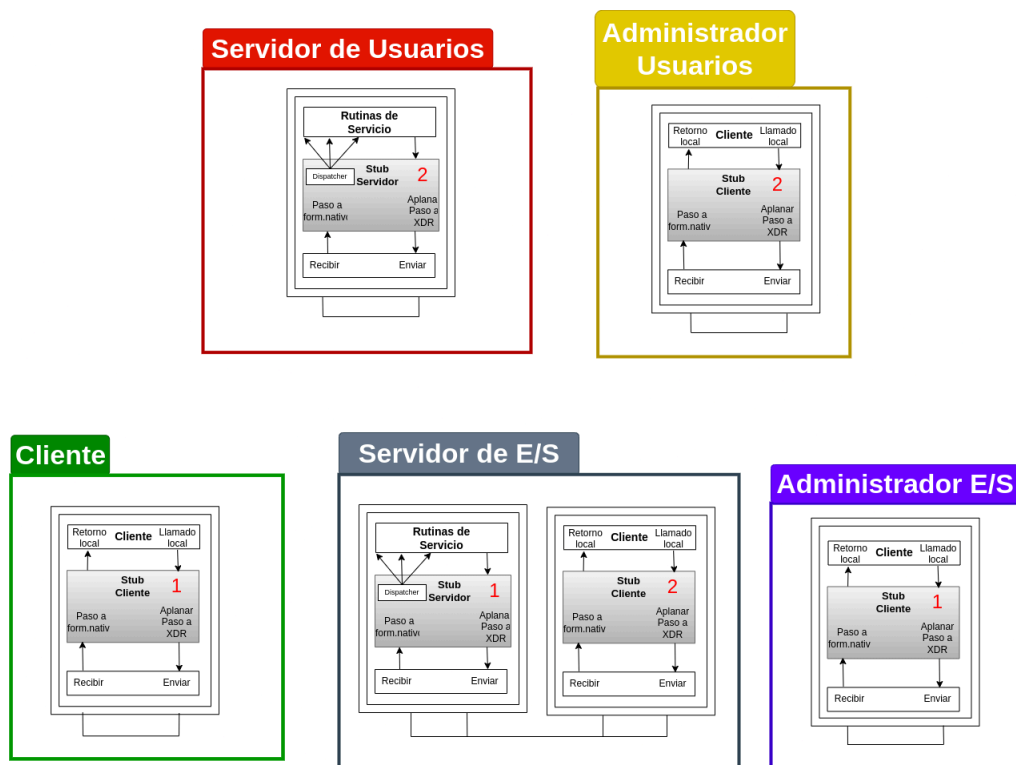 Servidor de Usuarios
Rutinas de
Servicio
Dispatcher
Stub
Servidor
2
Paso a
form.nativo
Aplanar
Paso a
XDR
Recibir
Enviar
Administrador
Usuarios
Retorno
local
Cliente
Llamado
local
Stub
Cliente
2
Paso a
form.nativ
Aplanar
Paso a
XDR
Recibir
Enviar
Cliente
Retorno
local
Cliente
Llamado
local
Stub
Cliente
1
Paso a
form.nativ
Aplanar
Paso a
XDR
Recibir
Enviar
Servidor de E/S
Rutinas de
Servicio
Dispatcher
Stub
Servidor
1
Paso a
form.nativo
Aplanar
Paso a
XDR
Recibir
Enviar
Retorno
local
Cliente
Llamado
local
Stub
Cliente
2
Paso a
form.nativ
Aplanar
Paso a
XDR
Recibir
Enviar
Administrador E/S
Retorno
local
Cliente
Llamado
local
Stub
Cliente
1
Paso a
form.nativ
Aplanar
Paso a
XDR
Recibir
Enviar